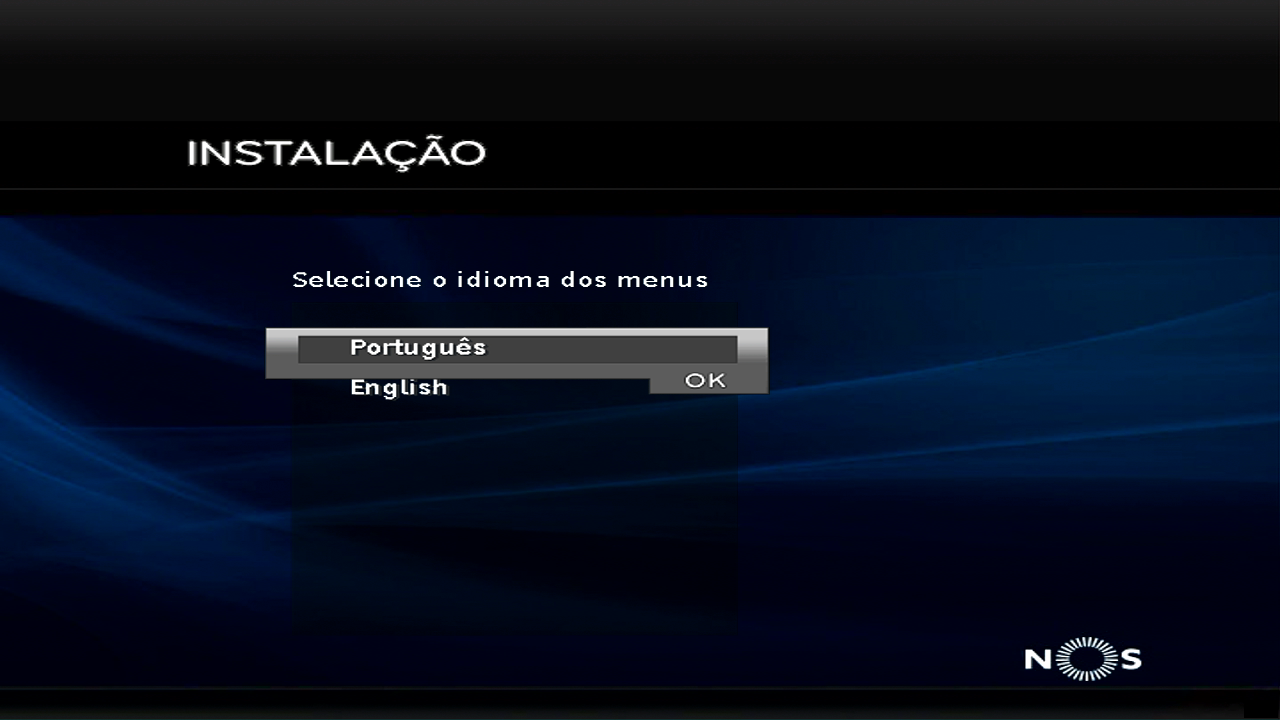 INSTALAÇÃO
Selecione o idioma dos menus
Português
English
OK
NOS